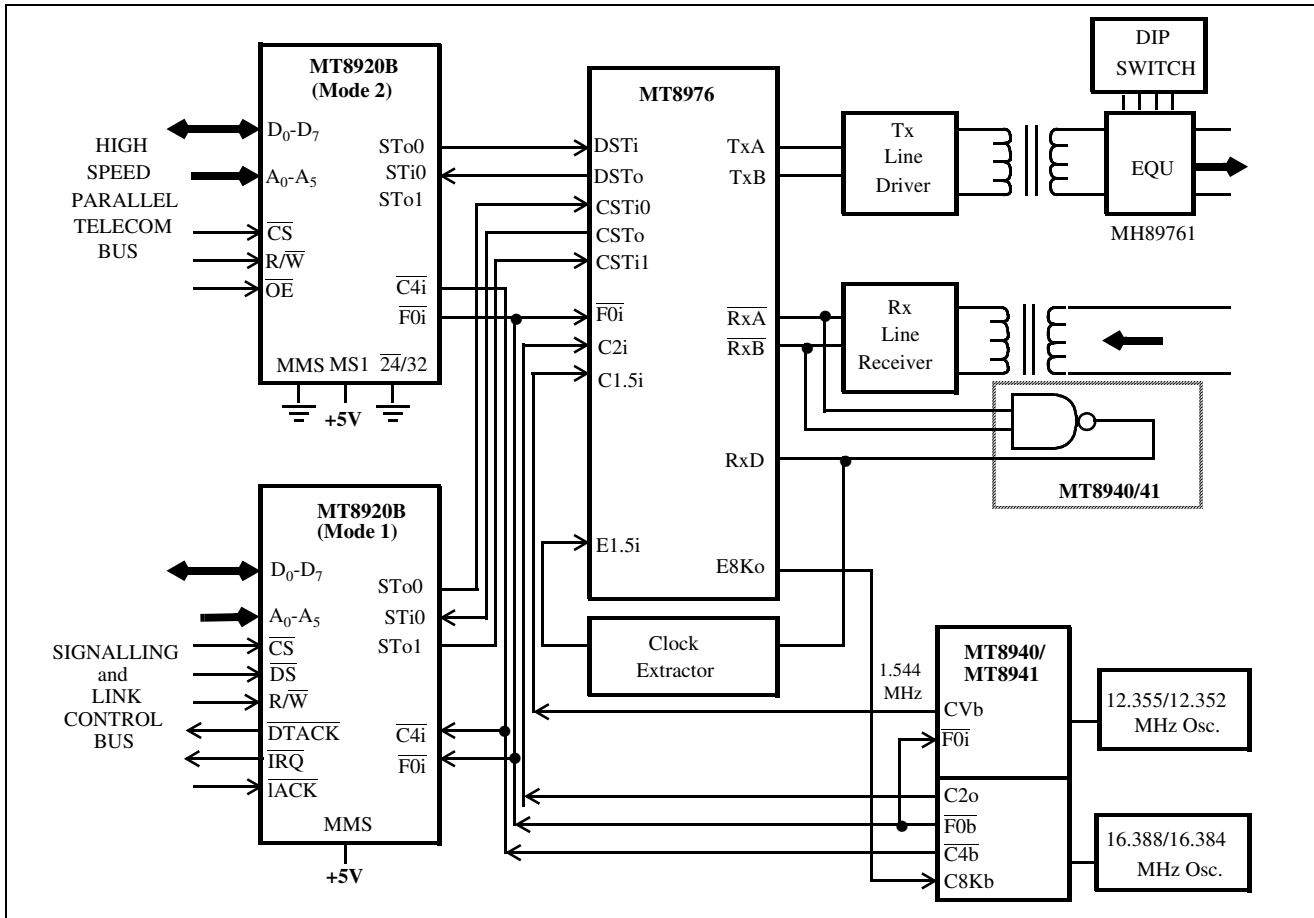 MT8920B
(Mode 2)
D0-D7
A0-A5
CS
R/W
OE
STo0
STi0
STo1
C4i
F0i
MMS MS1 24/32
+5V
HIGH
SPEED
PARALLEL
TELECOM
BUS
MT8976
DSTi
DSTo
CSTi0
CSTo
CSTi1
F0i
C2i
C1.5i
E1.5i
TxA
TxB
RxA
RxB
RxD
E8Ko
Tx
Line
Driver
DIP
SWITCH
EQU
MH89761
Rx
Line
Receiver
MT8940/41
MT8920B
(Mode 1)
D0-D7
A0-A5
CS
DS
R/W
DTACK
IRQ
IACK
STo0
STi0
STo1
C4i
F0i
MMS
+5V
SIGNALLING
and
LINK
CONTROL
BUS
Clock
Extractor
1.544
MHz
MT8940/
MT8941
CVb
F0i
C2o
F0b
C4b
C8Kb
12.355/12.352
MHz Osc.
16.388/16.384
MHz Osc.